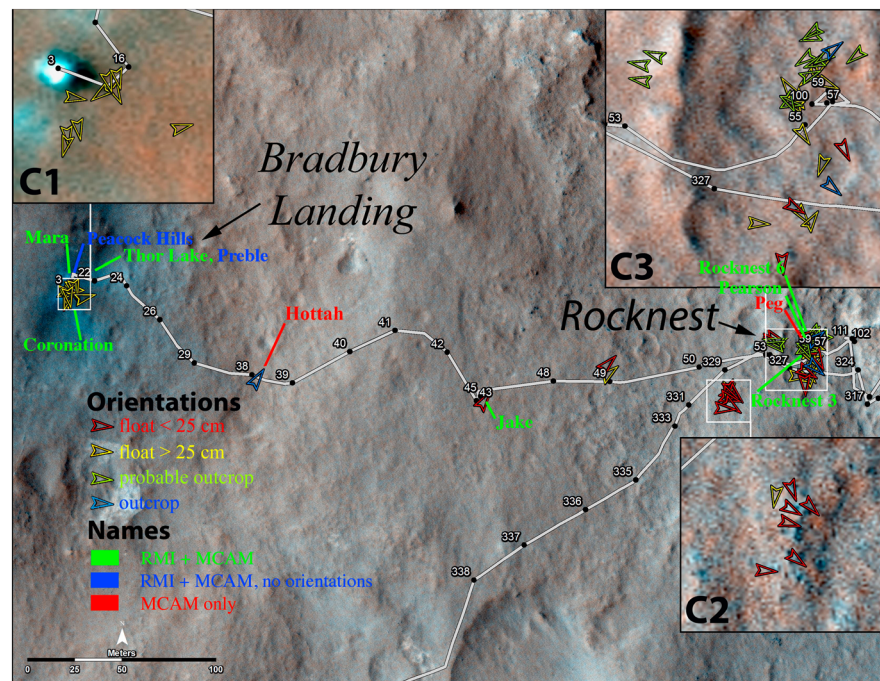 3
16
C1
Bradbury
Landing
Mara
Peacock Hills
Thor Lake, Preble
3
22
24
26
29
38
39
40
41
42
45
43
48
49
50
Coronation
Hottah
Jake
Rocknest
53
59
57
100
55
327
C3
Rocknest 6
Pearson
Peg
53
327
59
57
111
102
324
317
329
331
333
335
336
337
338
Rocknest 3
C2
Orientations
float < 25 cm
float > 25 cm
probable outcrop
outcrop
Names
RMI + MCAM
RMI + MCAM, no orientations
MCAM only
Meters
0 25 50 100